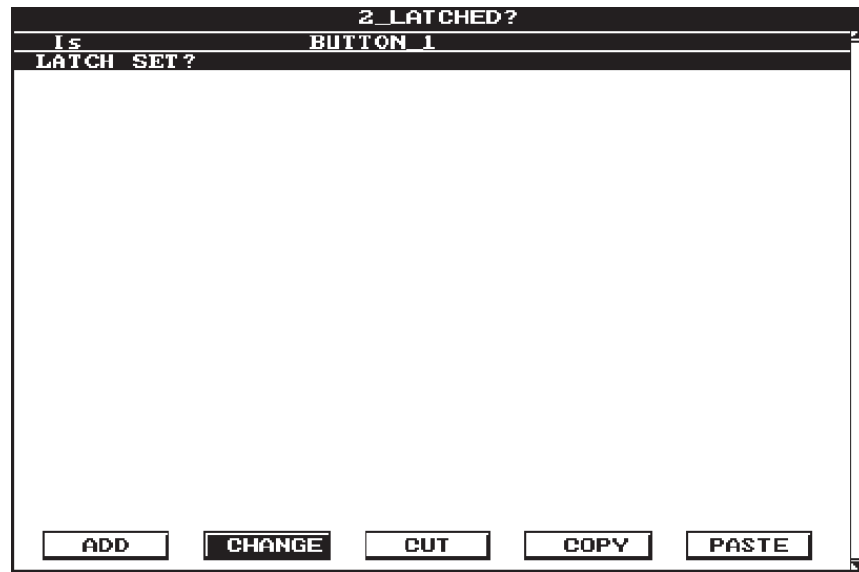 2_LATCHED?
Is BUTTON_1
LATCH SET?
ADD CHANGE CUT COPY PASTE